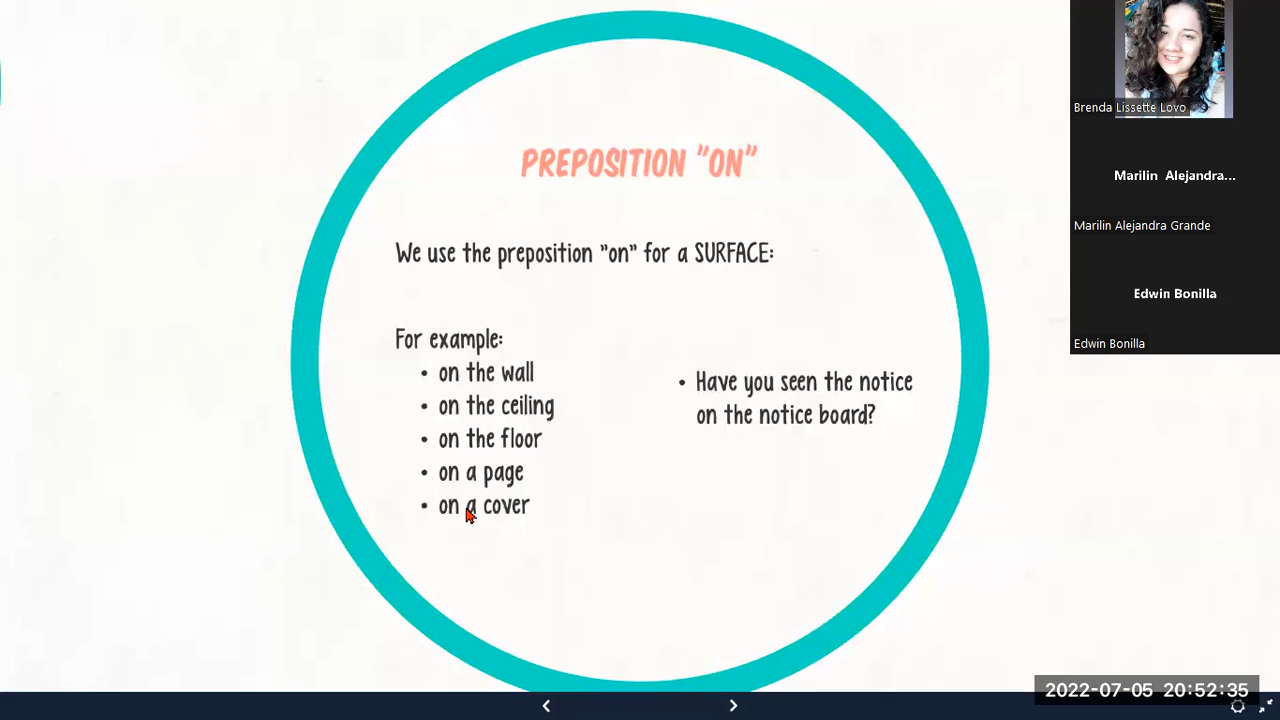 PREPOSITION "ON"
We use the preposition "on" for a SURFACE:
For example:
• on the wall
• on the ceiling
• on the floor
• on a page
• on a cover
• Have you seen the notice
on the notice board?
Brenda Lissette Lovo
Marilin Alejandra...
Marilin Alejandra Grande
Edwin Bonilla
Edwin Bonilla
2022-07-05 20:52:35